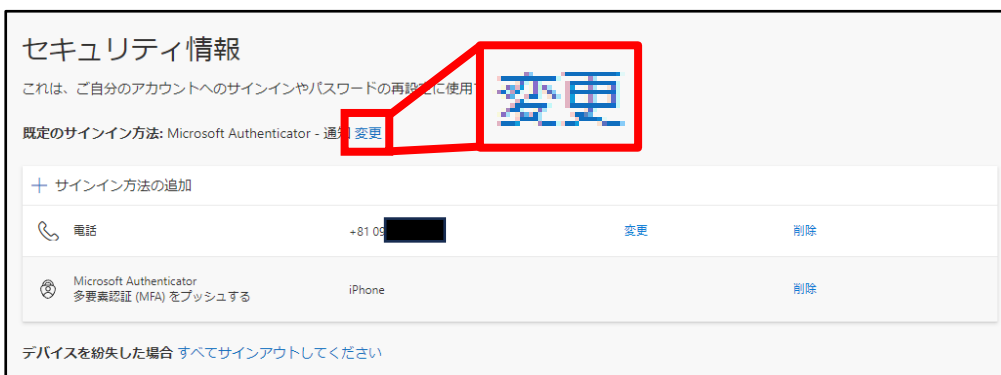 セキュリティ情報
これは、ご自分のアカウントへのサインインやパスワードの再設定に使用
変更
既定のサインイン方法: Microsoft Authenticator - 通知 変更
+ サインイン方法の追加
電話 +81 09 変更 削除
Microsoft Authenticator
多要素認証 (MFA) をプッシュする iPhone 削除
デバイスを紛失した場合 すべてサインアウトしてください